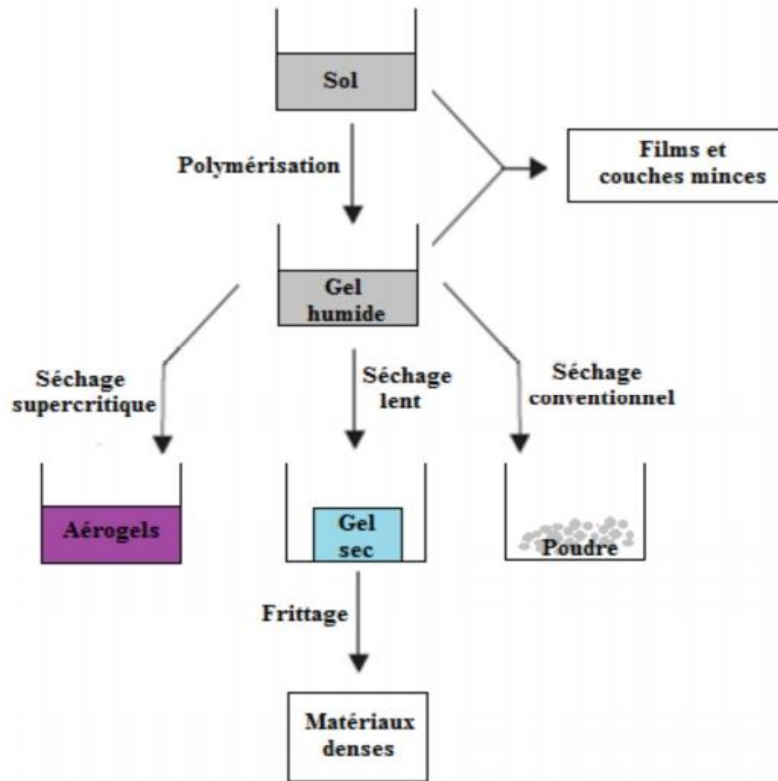 Sol
Polymérisation
Films et
couches minces
Gel
humide
Séchage
supercritique
Séchage
lent
Séchage
conventionnel
Aérogels
Gel
sec
Poudre
Frittage
Matériaux
denses